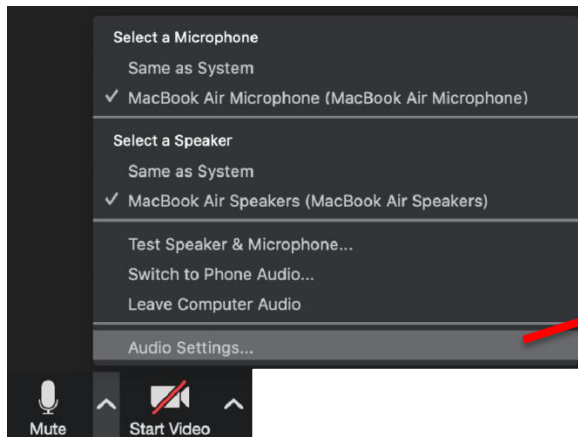 Select a Microphone
Same as System
✓ MacBook Air Microphone (MacBook Air Microphone)
Select a Speaker
Same as System
✓ MacBook Air Speakers (MacBook Air Speakers)
Test Speaker & Microphone...
Switch to Phone Audio...
Leave Computer Audio
Audio Settings...
Mute
Start Video